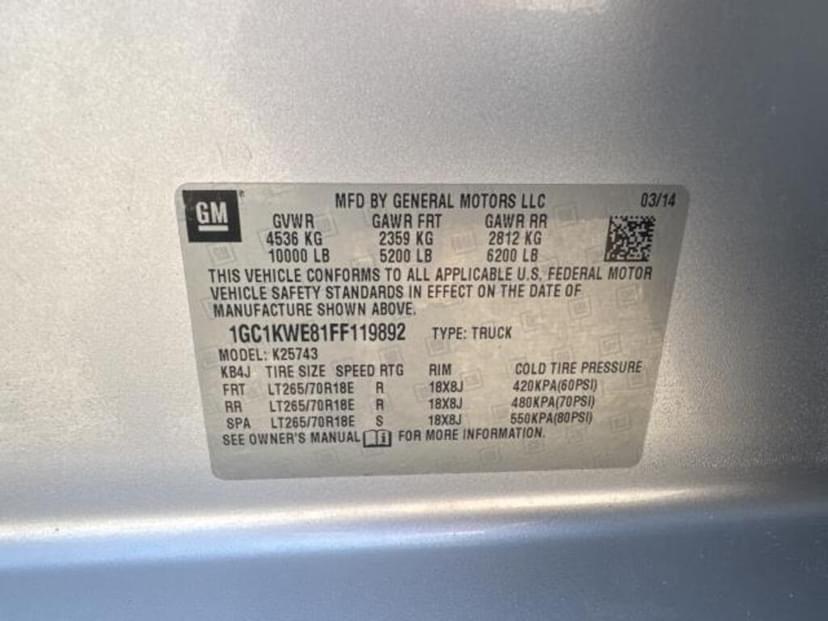 GM ® MFD BY GENERAL MOTORS LLC 03/14
GVWR GAWR FRT GAWR RR
4536 KG 2359 KG 2812 KG
10000 LB 5200 LB 6200 LB
THIS VEHICLE CONFORMS TO ALL APPLICABLE U.S. FEDERAL MOTOR
VEHICLE SAFETY STANDARDS IN EFFECT ON THE DATE OF
MANUFACTURE SHOWN ABOVE.
1GC1KWE81FF119892 TYPE: TRUCK
MODEL: K25743
KB4J TIRE SIZE SPEED RTG RIM COLD TIRE PRESSURE
FRT LT265/70R18E R 18X8J 420KPA(60PSI)
RR LT265/70R18E R 18X8J 480KPA(70PSI)
SPA LT265/70R18E S 18X8J 550KPA(80PSI)
SEE OWNER'S MANUAL i FOR MORE INFORMATION.